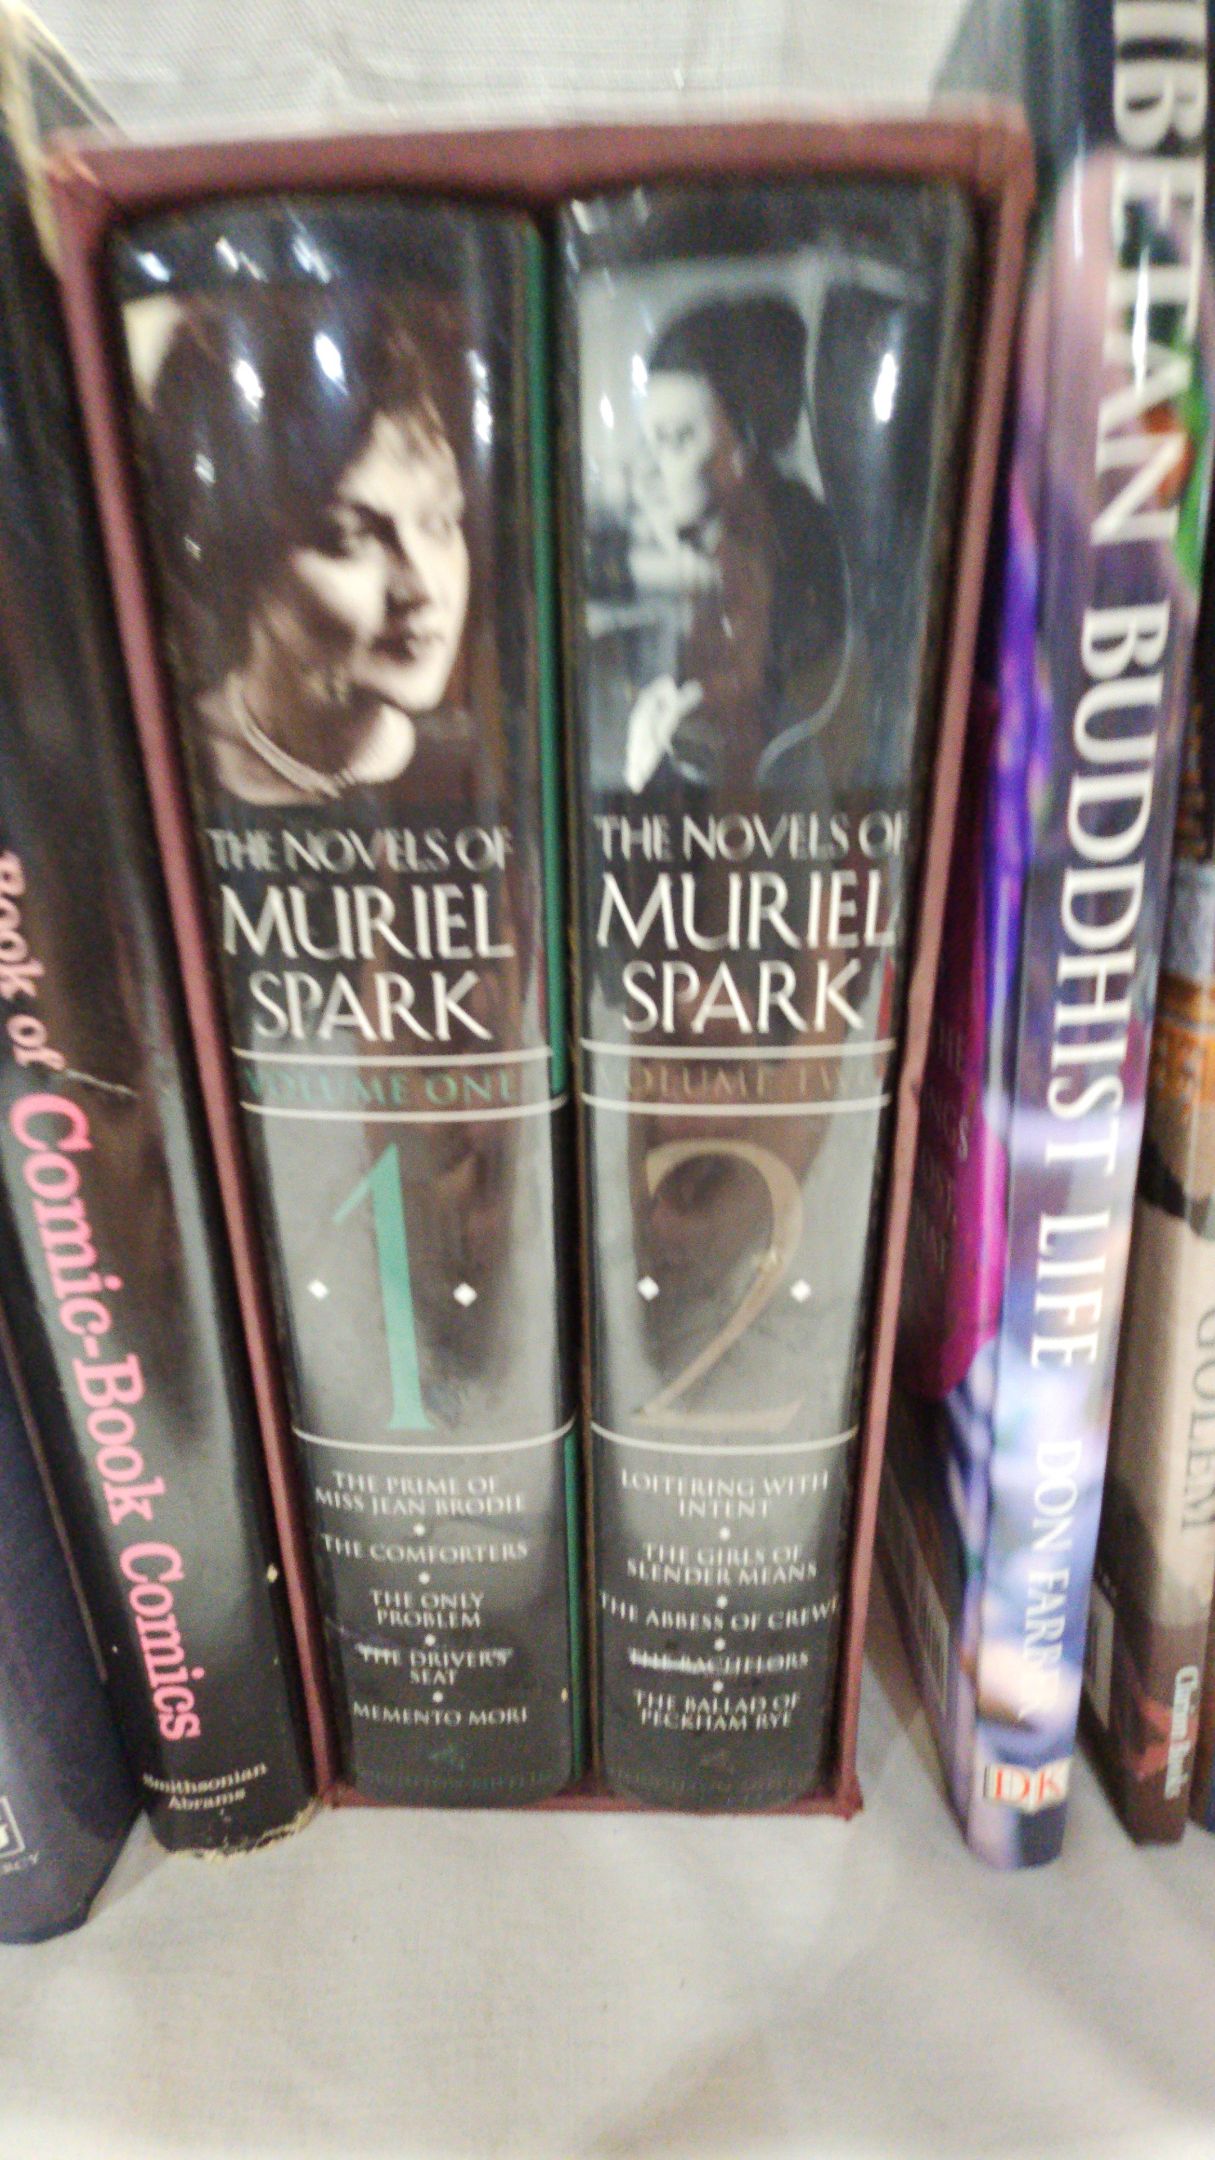 Book of Comic-Book Comics
Smithsonian
Abrams
THE NOVELS OF
MURIEL
SPARK
VOLUME ONE
1
THE PRIME OF
MISS JEAN BRODIE
THE COMFORTERS
THE ONLY
PROBLEM
THE DRIVER'S
SEAT
MEMENTO MORI
THE NOVELS OF
MURIEL
SPARK
VOLUME TWO
2
LOITERING WITH
INTENT
THE GIRLS OF
SLENDER MEANS
THE ABBESS OF CREWE
THE BACHELORS
THE BALLAD OF
PECKHAM RYE
BUDDHIST LIFE DON
DK
GOLEM